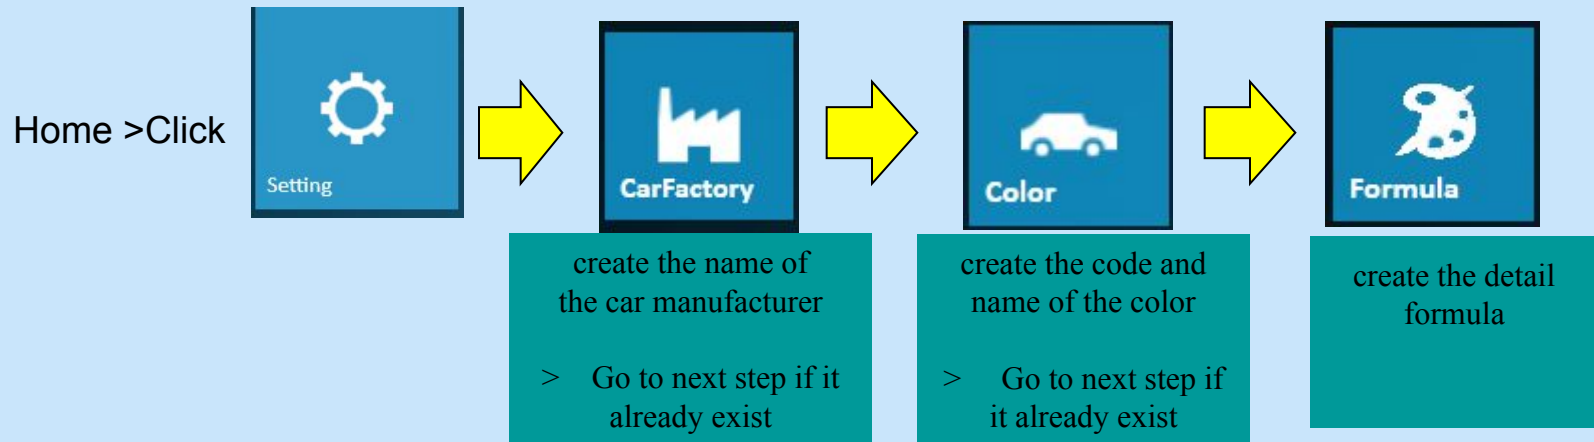 Home >Click
Setting
CarFactory
create the name of
the car manufacturer
> Go to next step if it
already exist
Color
create the code and
name of the color
> Go to next step if
it already exist
Formula
create the detail
formula